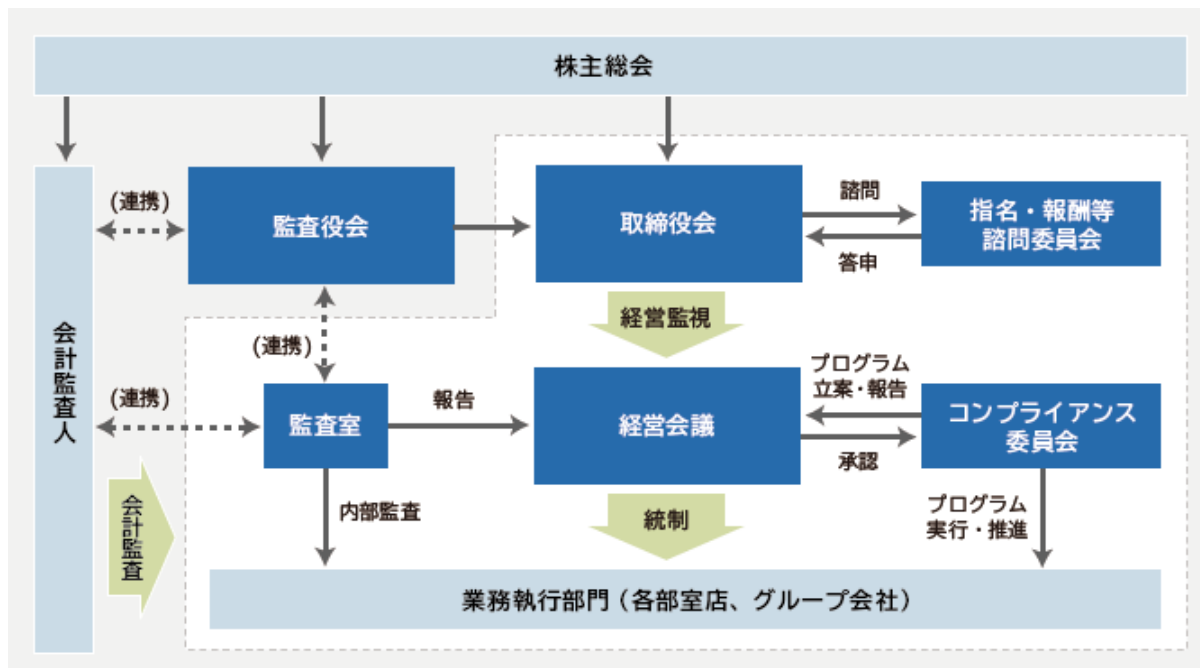 株主総会
(連携)
監査役会
取締役会
諮問
答申
指名・報酬等
諮問委員会
経営監視
会計監査人
(連携)
(連携)
監査室
報告
経営会議
プログラム
立案・報告
承認
コンプライアンス
委員会
会計監査
内部監査
統制
プログラム
実行・推進
業務執行部門（各部室店、グループ会社）